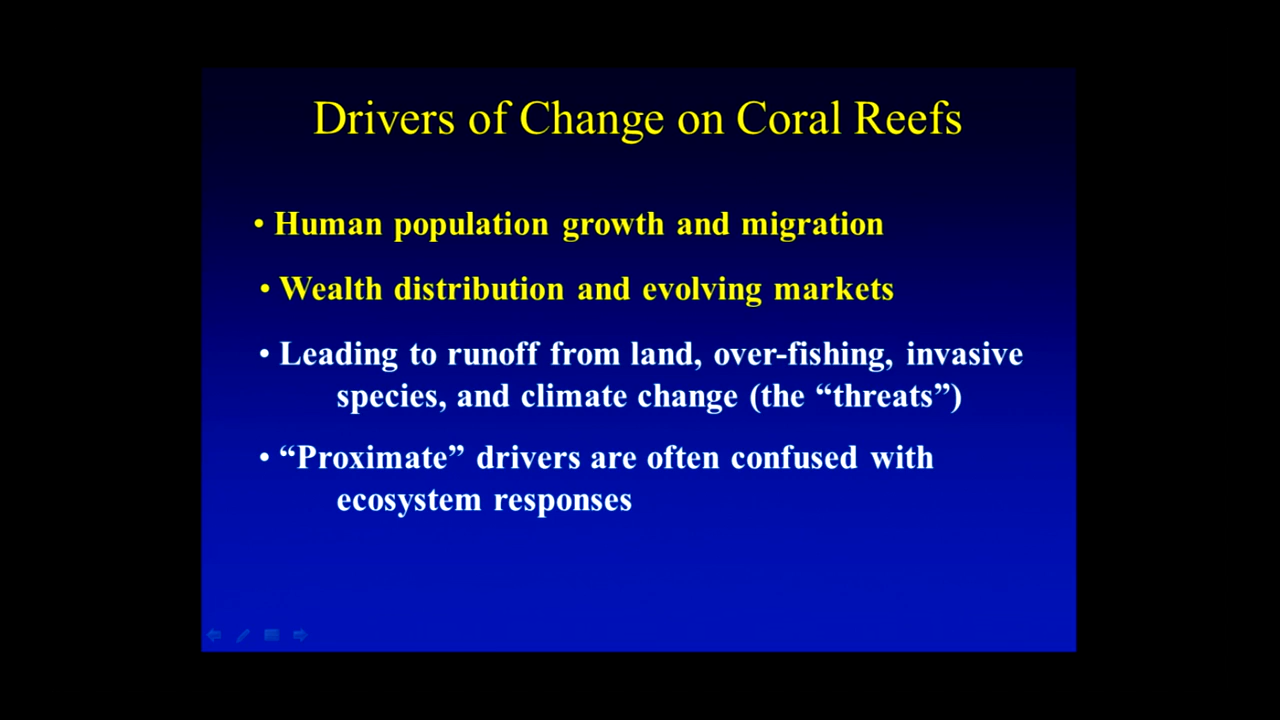 Drivers of Change on Coral Reefs
• Human population growth and migration
• Wealth distribution and evolving markets
• Leading to runoff from land, over-fishing, invasive
species, and climate change (the “threats”)
• “Proximate” drivers are often confused with
ecosystem responses